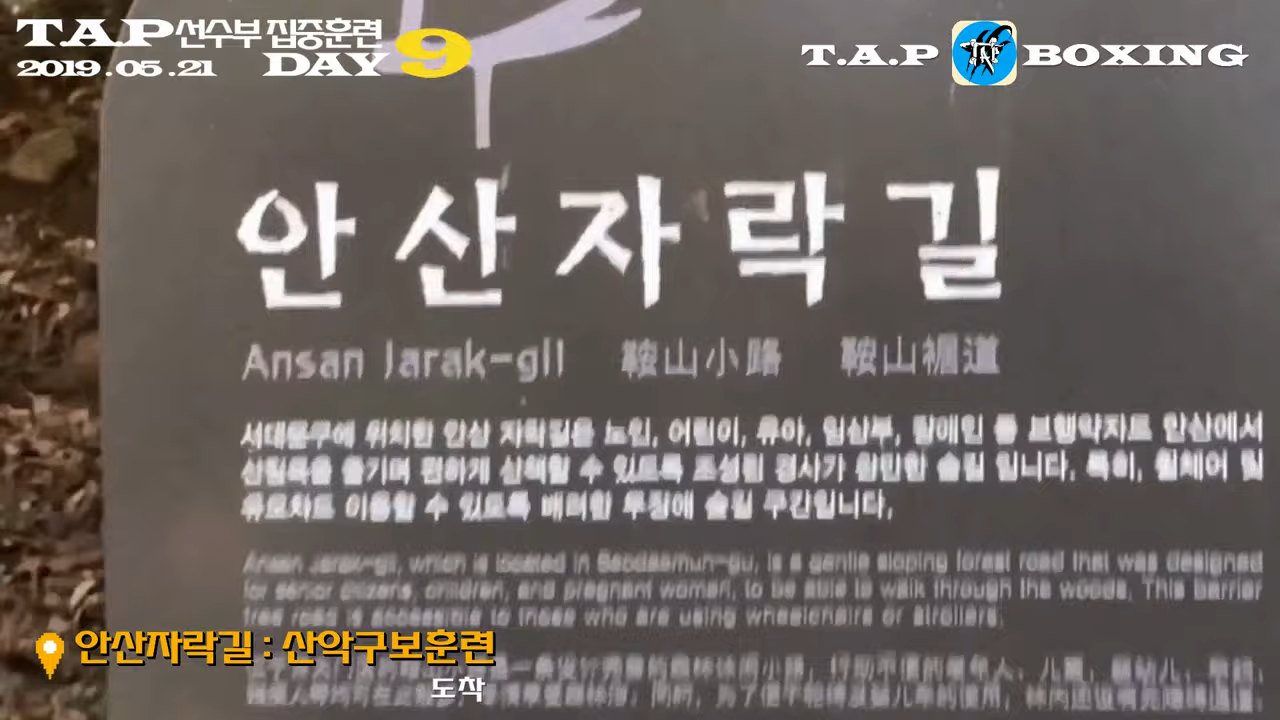 T.A.P 선수부 집중훈련
2019.05.21 DAY 9
T.A.P BOXING
안산자락길
Ansan Jarak-gil 鞍山小路 鞍山裾道
서대문구에 위치한 안산 자락길은 노인, 어린이, 유아, 임산부, 장애인 등 보행약자도 안산에서
산림욕을 즐기며 편하게 산책할 수 있도록 조성된 경사가 완만한 숲길 입니다. 특히, 휠체어 및
유모차도 이용할 수 있도록 배려한 무장애 숲길 구간입니다.
Ansan Jarak-gil, which is located in Seodaemun-gu, is a gentle sloping forest road that was designed
for senior citizens, children, and pregnant women, to be able to walk through the woods. This barrier
free road is accessible to those who are using wheelchairs or strollers.
안산자락길 : 산악구보훈련
도착